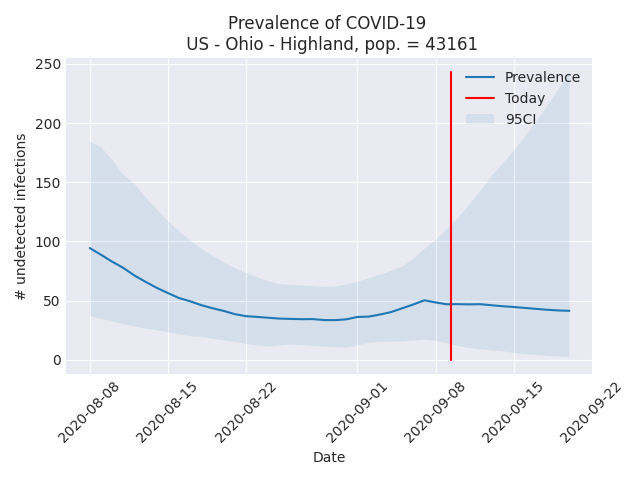 Prevalence of COVID-19
US - Ohio - Highland, pop. = 43161
Prevalence
Today
95CI
# undetected infections
250
200
150
100
50
0
2020-08-08
2020-08-15
2020-08-22
2020-09-01
2020-09-08
2020-09-15
2020-09-22
Date